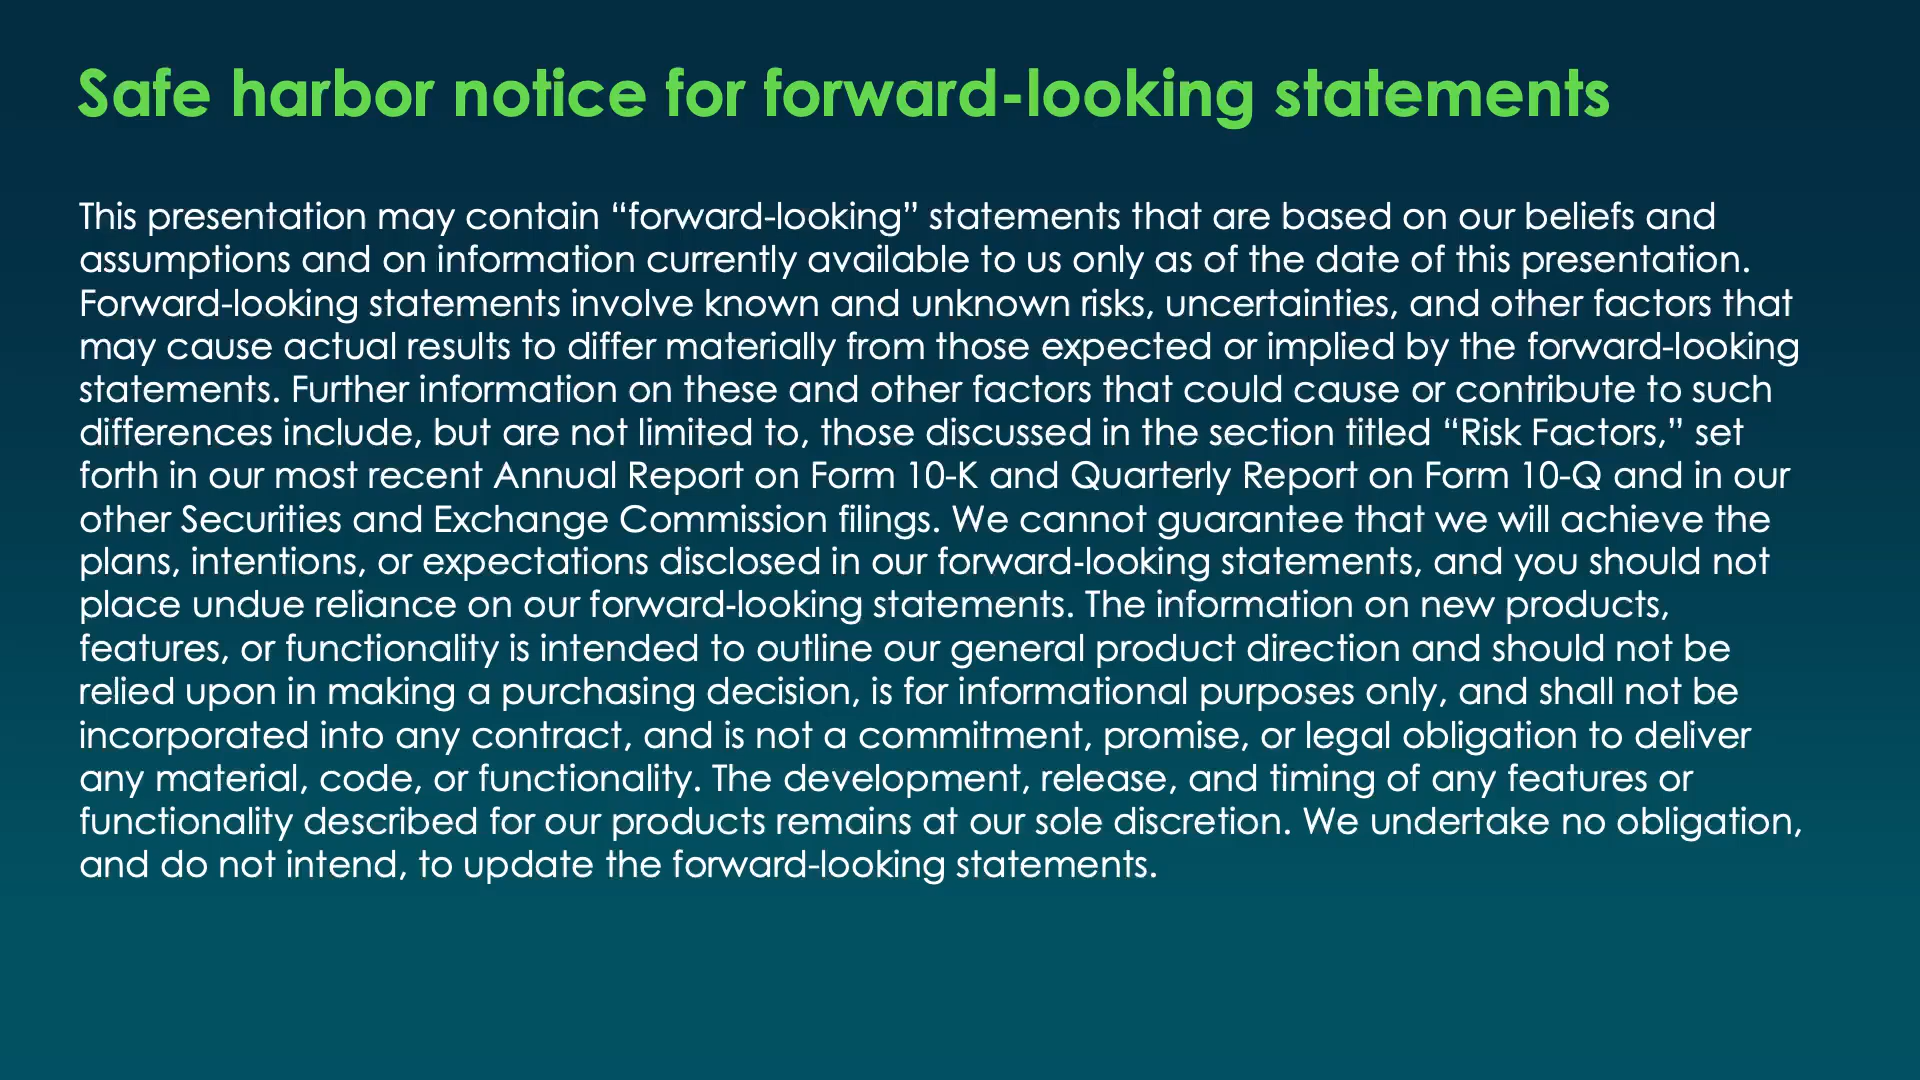 Safe harbor notice for forward-looking statements
This presentation may contain “forward-looking” statements that are based on our beliefs and
assumptions and on information currently available to us only as of the date of this presentation.
Forward-looking statements involve known and unknown risks, uncertainties, and other factors that
may cause actual results to differ materially from those expected or implied by the forward-looking
statements. Further information on these and other factors that could cause or contribute to such
differences include, but are not limited to, those discussed in the section titled “Risk Factors,” set
forth in our most recent Annual Report on Form 10-K and Quarterly Report on Form 10-Q and in our
other Securities and Exchange Commission filings. We cannot guarantee that we will achieve the
plans, intentions, or expectations disclosed in our forward-looking statements, and you should not
place undue reliance on our forward-looking statements. The information on new products,
features, or functionality is intended to outline our general product direction and should not be
relied upon in making a purchasing decision, is for informational purposes only, and shall not be
incorporated into any contract, and is not a commitment, promise, or legal obligation to deliver
any material, code, or functionality. The development, release, and timing of any features or
functionality described for our products remains at our sole discretion. We undertake no obligation,
and do not intend, to update the forward-looking statements.